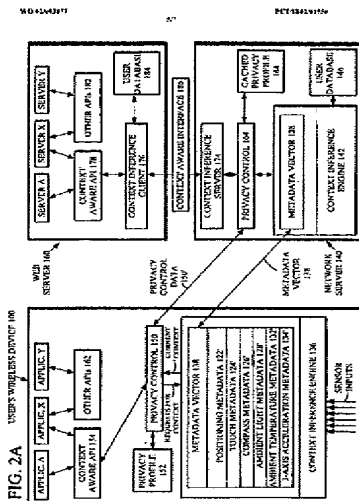 FIG. 2A
USER'S WIRELESS DEVICE 100
APPLIC. A
APPLIC. X
APPLIC. Y
CONTEXT
AWARE API 154
OTHER APIs 162
PRIVACY CONTROL 150
PRIVACY
PROFILE 152
CURRENT
CONTEXT
METADATA VECTOR 138
POSITIONING METADATA 122'
TOUCH METADATA 124'
COMPASS METADATA 126'
AMBIENT LIGHT METADATA 128'
AMBIENT TEMPERATURE METADATA 132'
3-AXIS ACCELERATION METADATA 134'
CONTEXT INFERENCE ENGINE 136
SENSOR
INPUTS
PRIVACY
CONTROL
DATA 150'
METADATA
VECTOR
138
WEB
SERVER 160
SERVER A
SERVER X
SERVER Y
CONTEXT
AWARE API 178
OTHER APIs 192
CONTEXT INFERENCE
CLIENT 176
USER
DATABASE
184
CONTEXT AWARE INTERFACE 186
NETWORK
SERVER 140
CONTEXT INFERENCE
SERVER 174
PRIVACY CONTROL 164
CACHED
PRIVACY
PROFILE
144
METADATA VECTOR 138
CONTEXT INFERENCE
ENGINE 142
USER
DATABASE
146